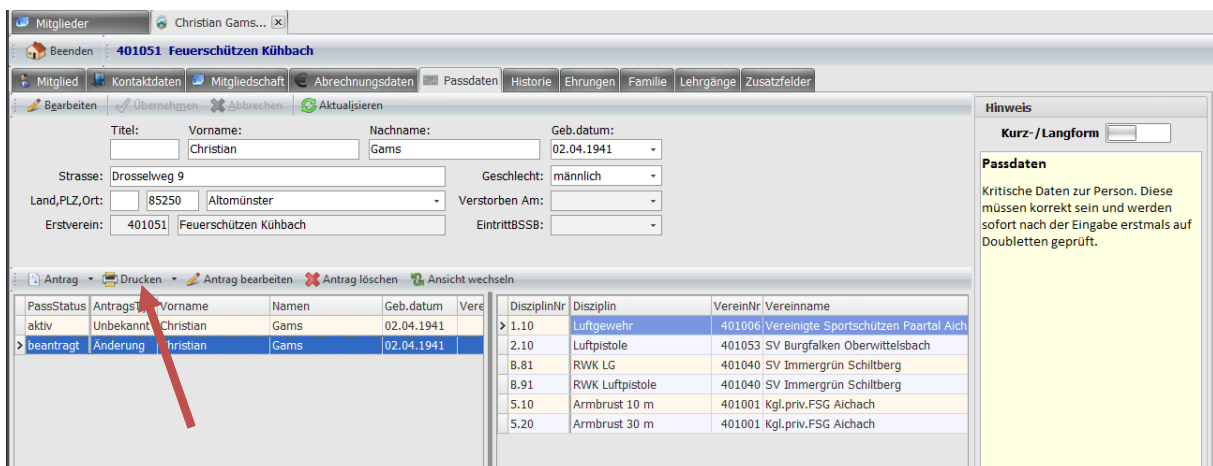 Mitglieder Christian Gams...
Beenden 401051 Feuerschützen Kühbach
Mitglied Kontaktdaten Mitgliedschaft Abrechnungsdaten Passdaten Historie Ehrungen Familie Lehrgänge Zusatzfelder
Bearbeiten Übernehmen Abbrechen Aktualisieren
Titel: Vorname: Nachname: Geb.datum:
Christian Gams 02.04.1941
Strasse: Drosselweg 9 Geschlecht: männlich
Land,PLZ,Ort: 85250 Altomünster Verstorben Am:
Erstverein: 401051 Feuerschützen Kühbach EintrittBSSB:
Hinweis
Kurz-/Langform
Passdaten
Kritische Daten zur Person. Diese
müssen korrekt sein und werden
sofort nach der Eingabe erstmals auf
Doubletten geprüft.
Antrag Drucken Antrag bearbeiten Antrag löschen Ansicht wechseln
PassStatus Vorname Namen Geb.datum Vere
aktiv Unbekannt Christian Gams 02.04.1941
beantragt Änderung Christian Gams 02.04.1941
DisziplinNr Disziplin VereinNr Vereinname
1.10 Luftgewehr 401006 Vereinigte Sportschützen Paartal Aich
2.10 Luftpistole 401053 SV Burgfalken Oberwittelsbach
B.81 RWK LG 401040 SV Immergrün Schiltberg
B.91 RWK Luftpistole 401040 SV Immergrün Schiltberg
5.10 Armbrust 10 m 401001 Kgl.priv.FSG Aichach
5.20 Armbrust 30 m 401001 Kgl.priv.FSG Aichach